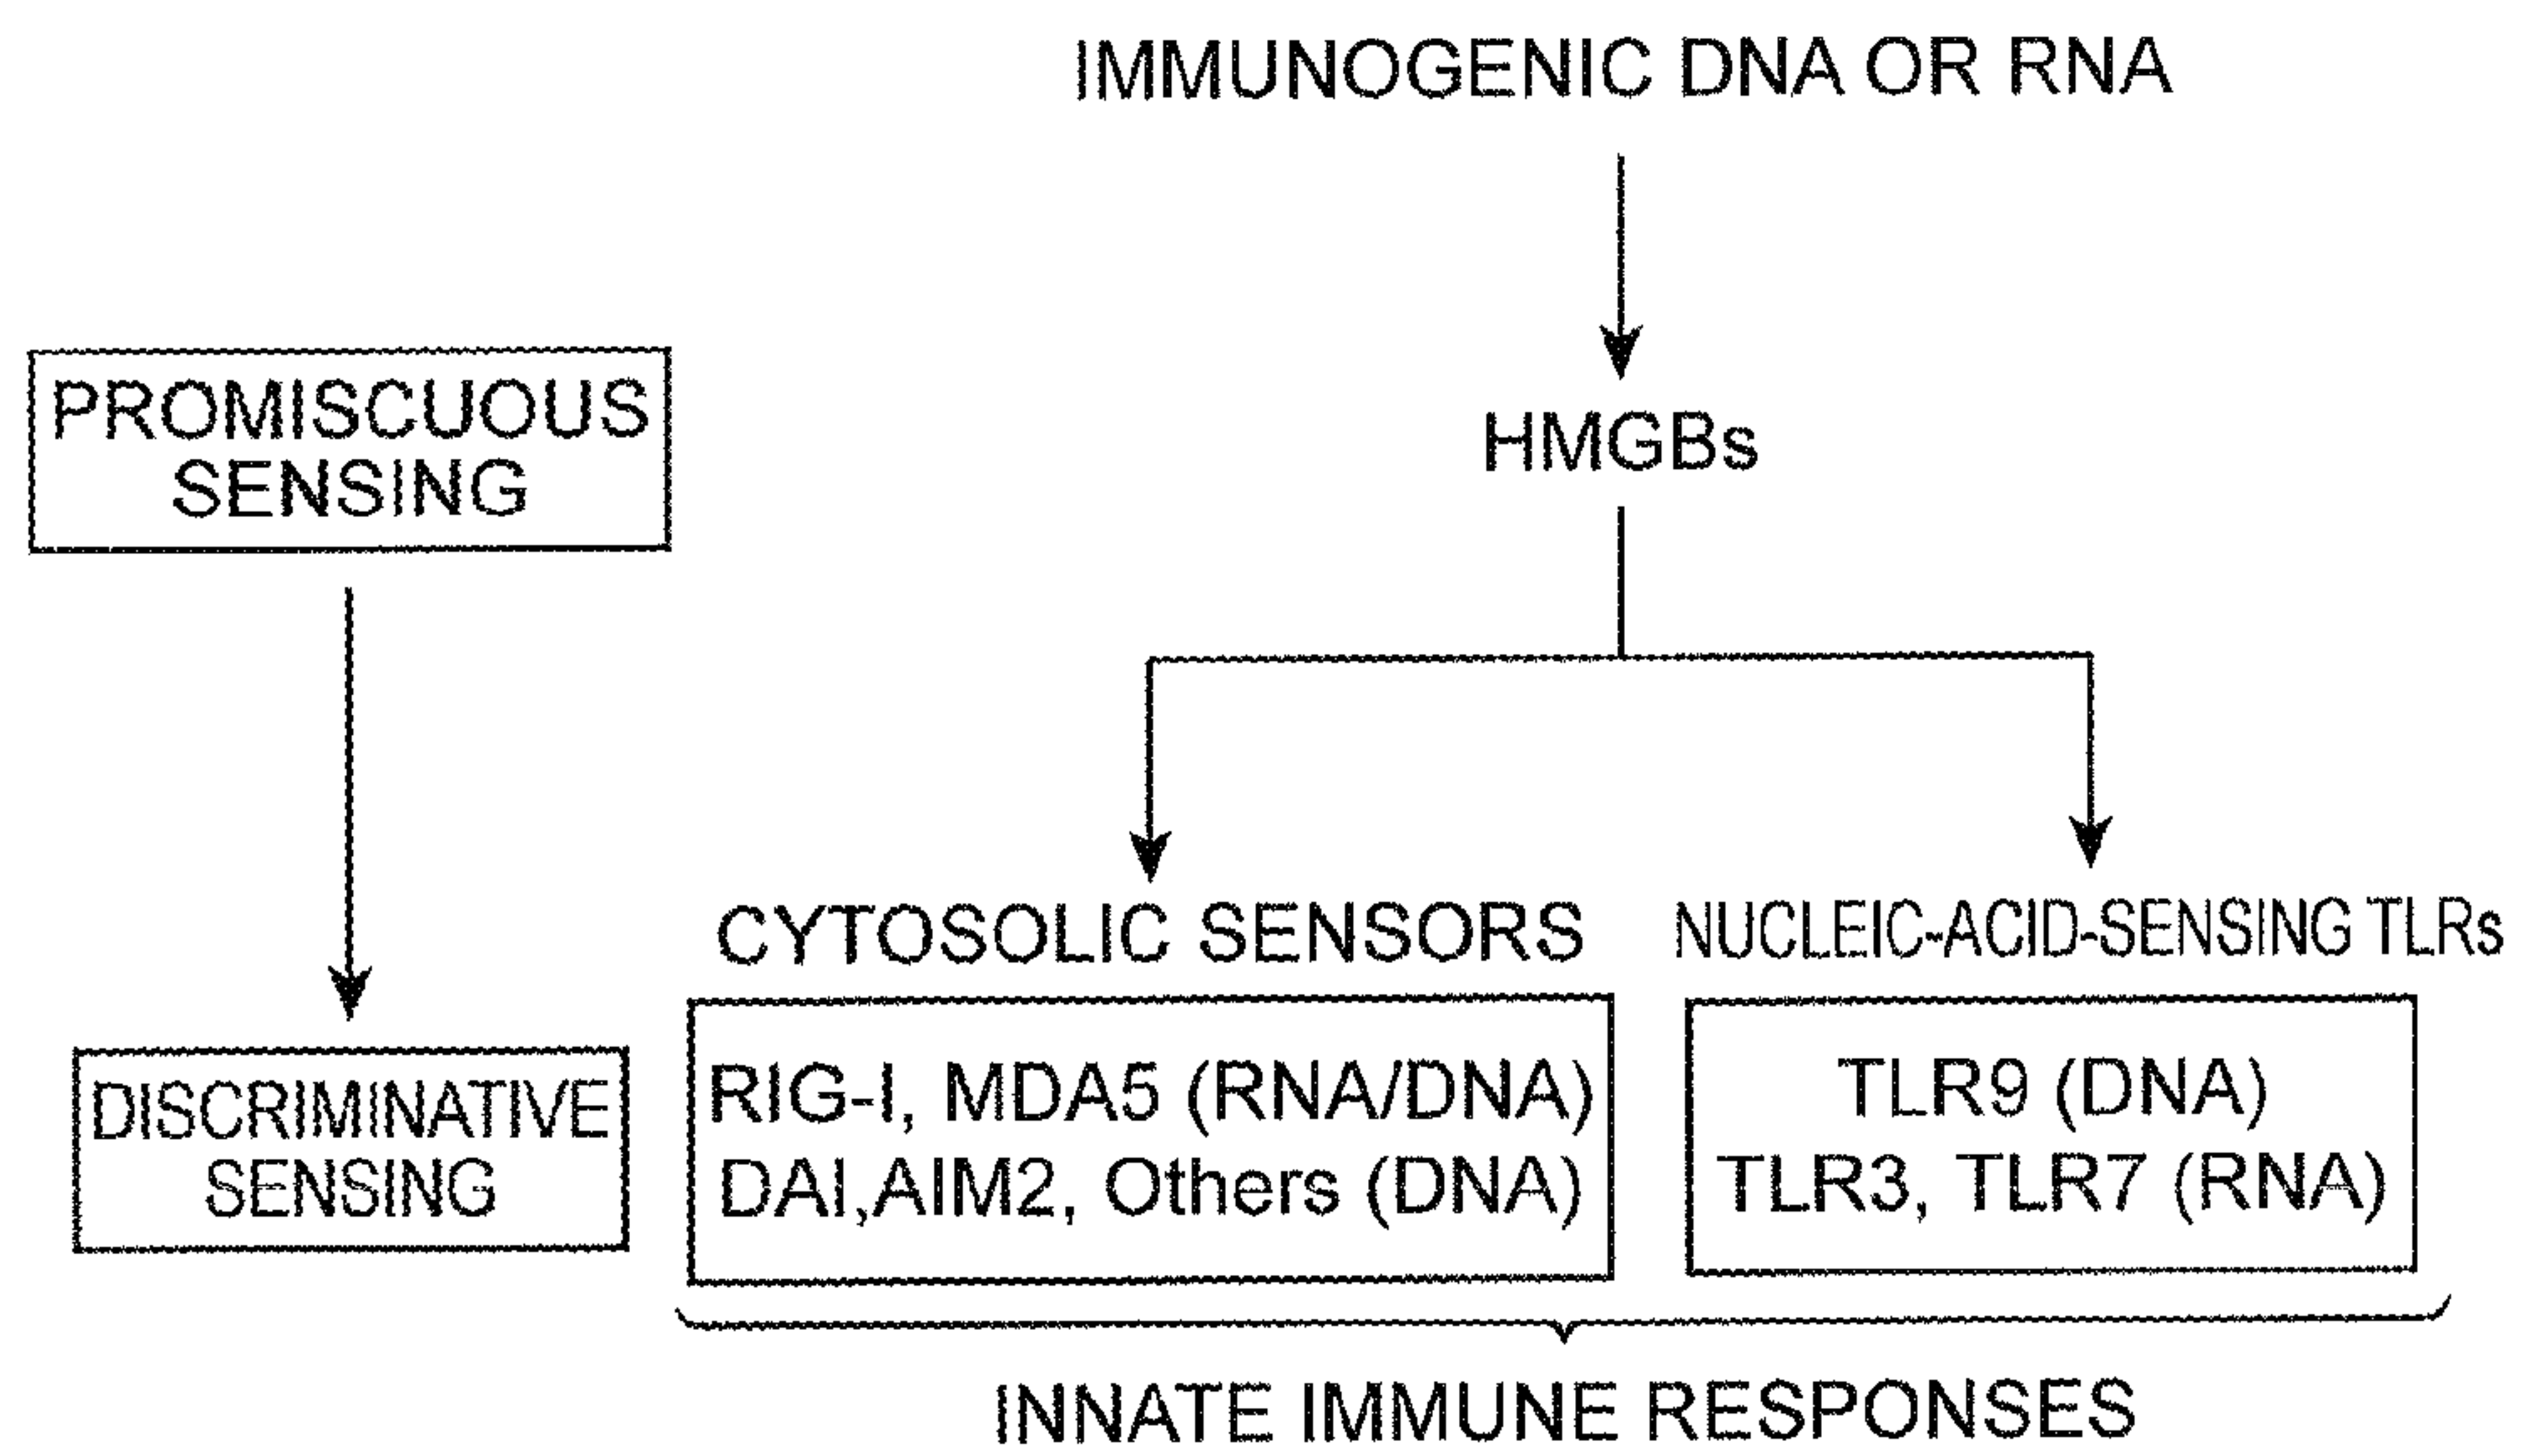 IMMUNOGENIC DNA OR RNA
PROMISCUOUS
SENSING
HMGBs
CYTOSOLIC SENSORS
NUCLEIC-ACID-SENSING TLRs
DISCRIMINATIVE
SENSING
RIG-I, MDA5 (RNA/DNA)
DAI,AIM2, Others (DNA)
TLR9 (DNA)
TLR3, TLR7 (RNA)
INNATE IMMUNE RESPONSES